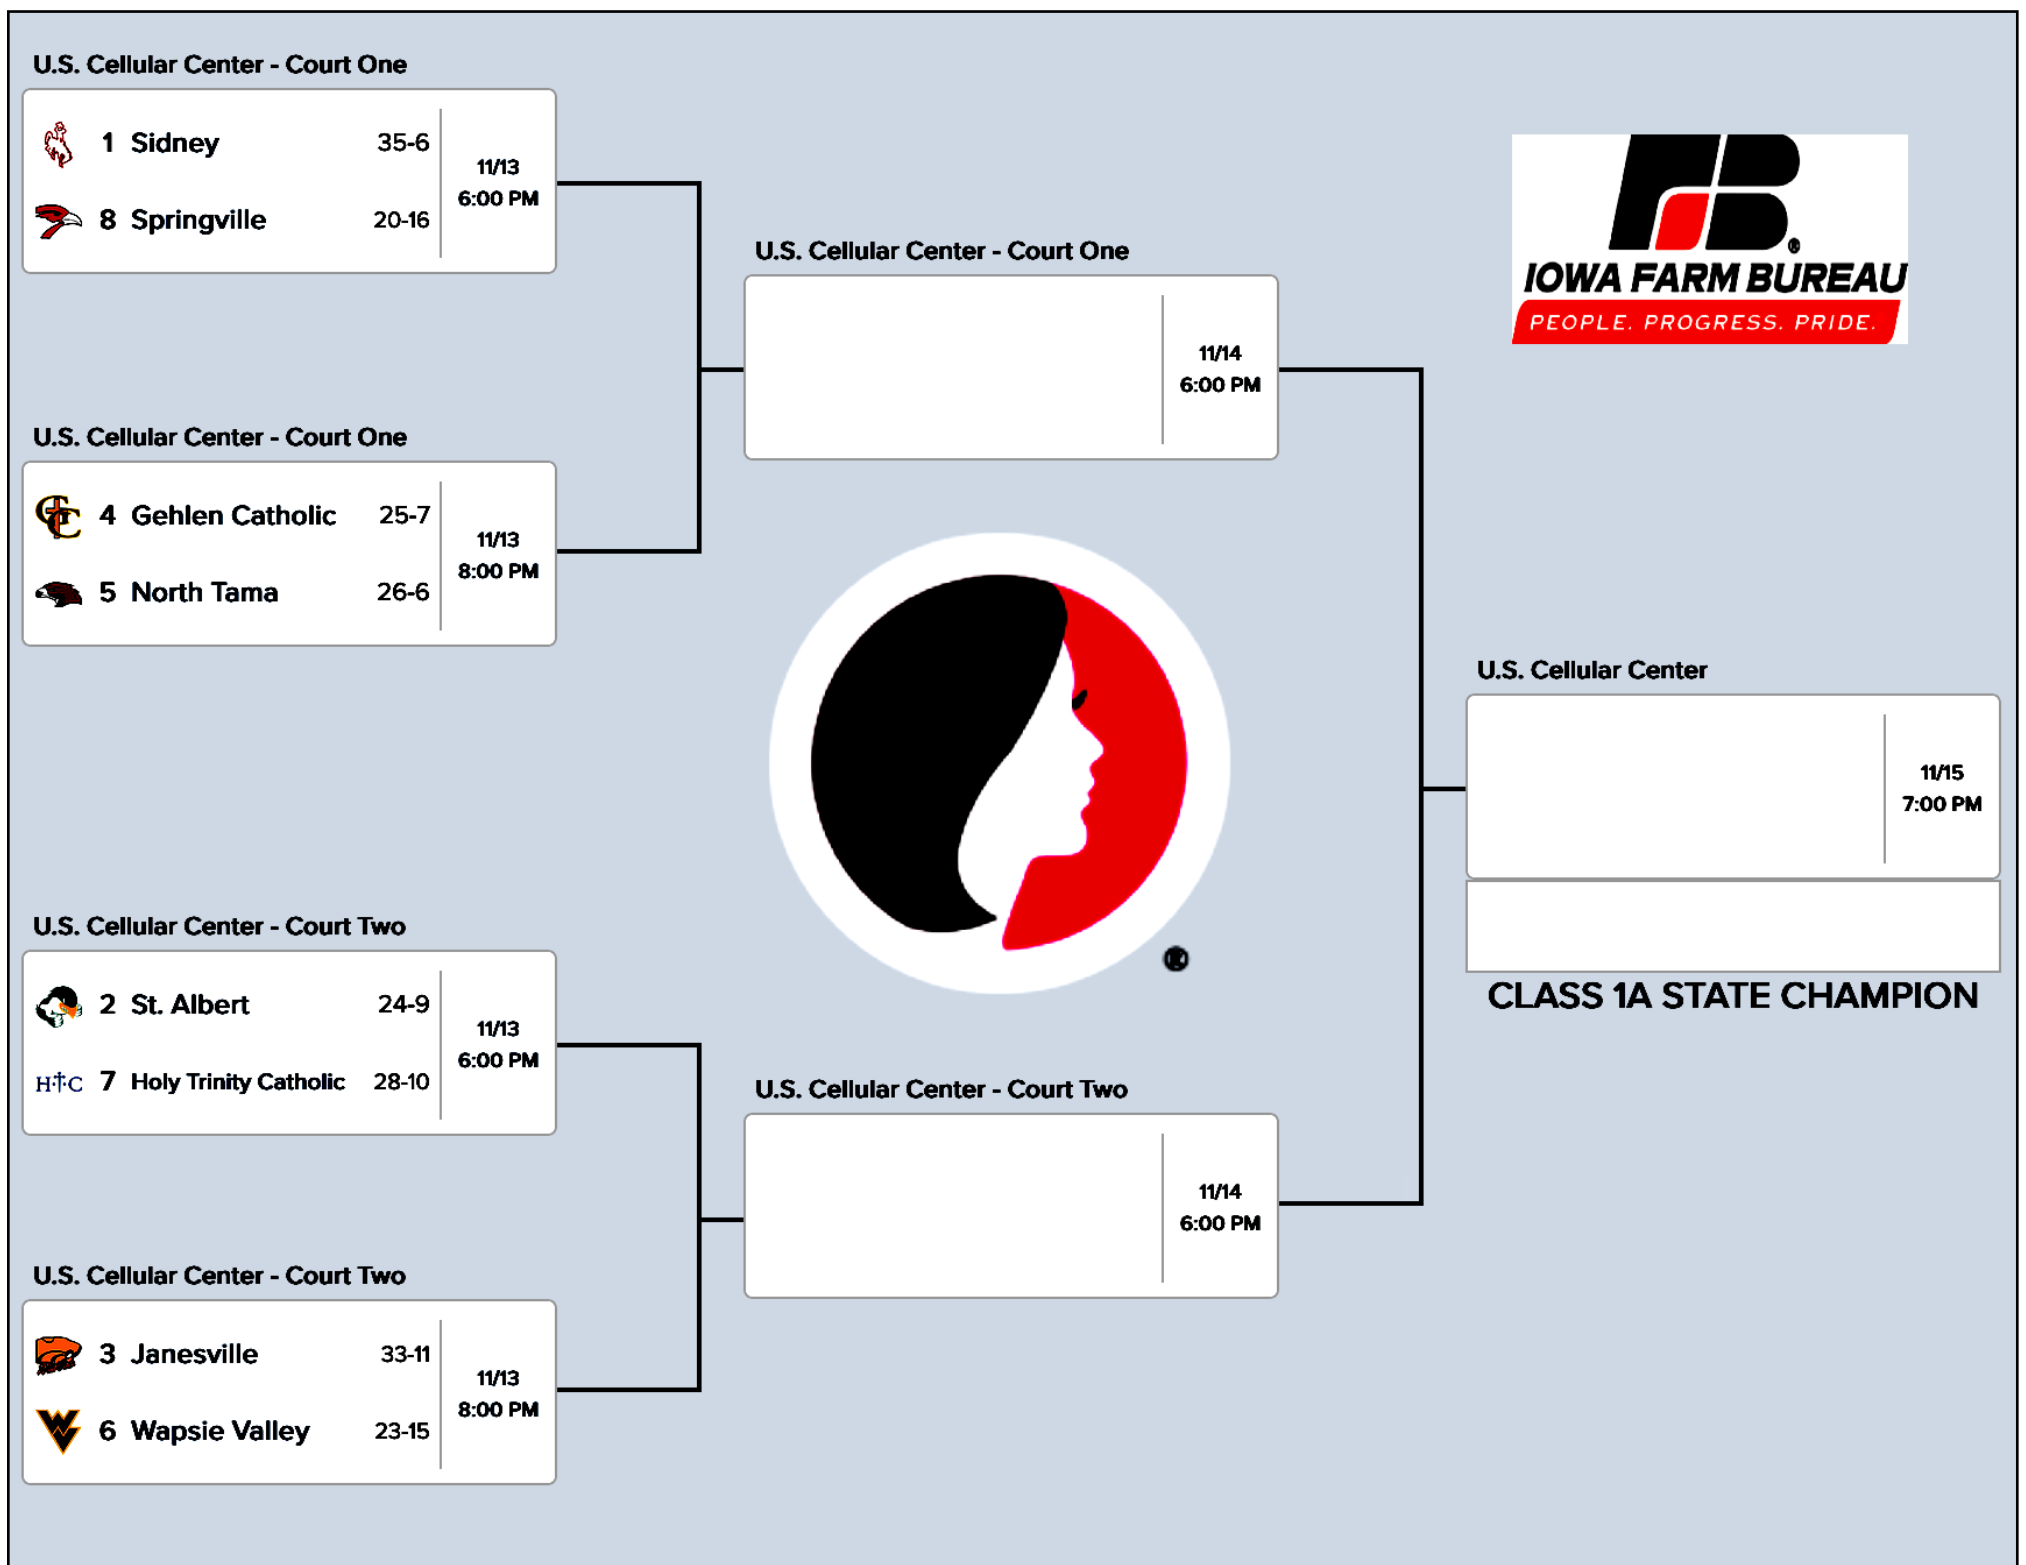 U.S. Cellular Center - Court One
1 Sidney 35-6
8 Springville 20-16
11/13
6:00 PM
U.S. Cellular Center - Court One
4 Gehlen Catholic 25-7
5 North Tama 26-6
11/13
8:00 PM
U.S. Cellular Center - Court Two
2 St. Albert 24-9
H†C 7 Holy Trinity Catholic 28-10
11/13
6:00 PM
U.S. Cellular Center - Court Two
3 Janesville 33-11
6 Wapsie Valley 23-15
11/13
8:00 PM
U.S. Cellular Center - Court One
11/14
6:00 PM
U.S. Cellular Center - Court Two
11/14
6:00 PM
®
FB®
IOWA FARM BUREAU
PEOPLE. PROGRESS. PRIDE.
U.S. Cellular Center
11/15
7:00 PM
CLASS 1A STATE CHAMPION